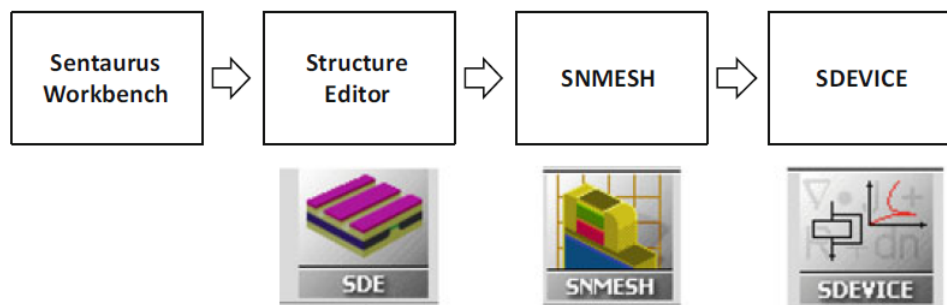 Sentaurus
Workbench
Structure
Editor
SNMESH
SDEVICE
SDE
SNMESH
SDEVICE